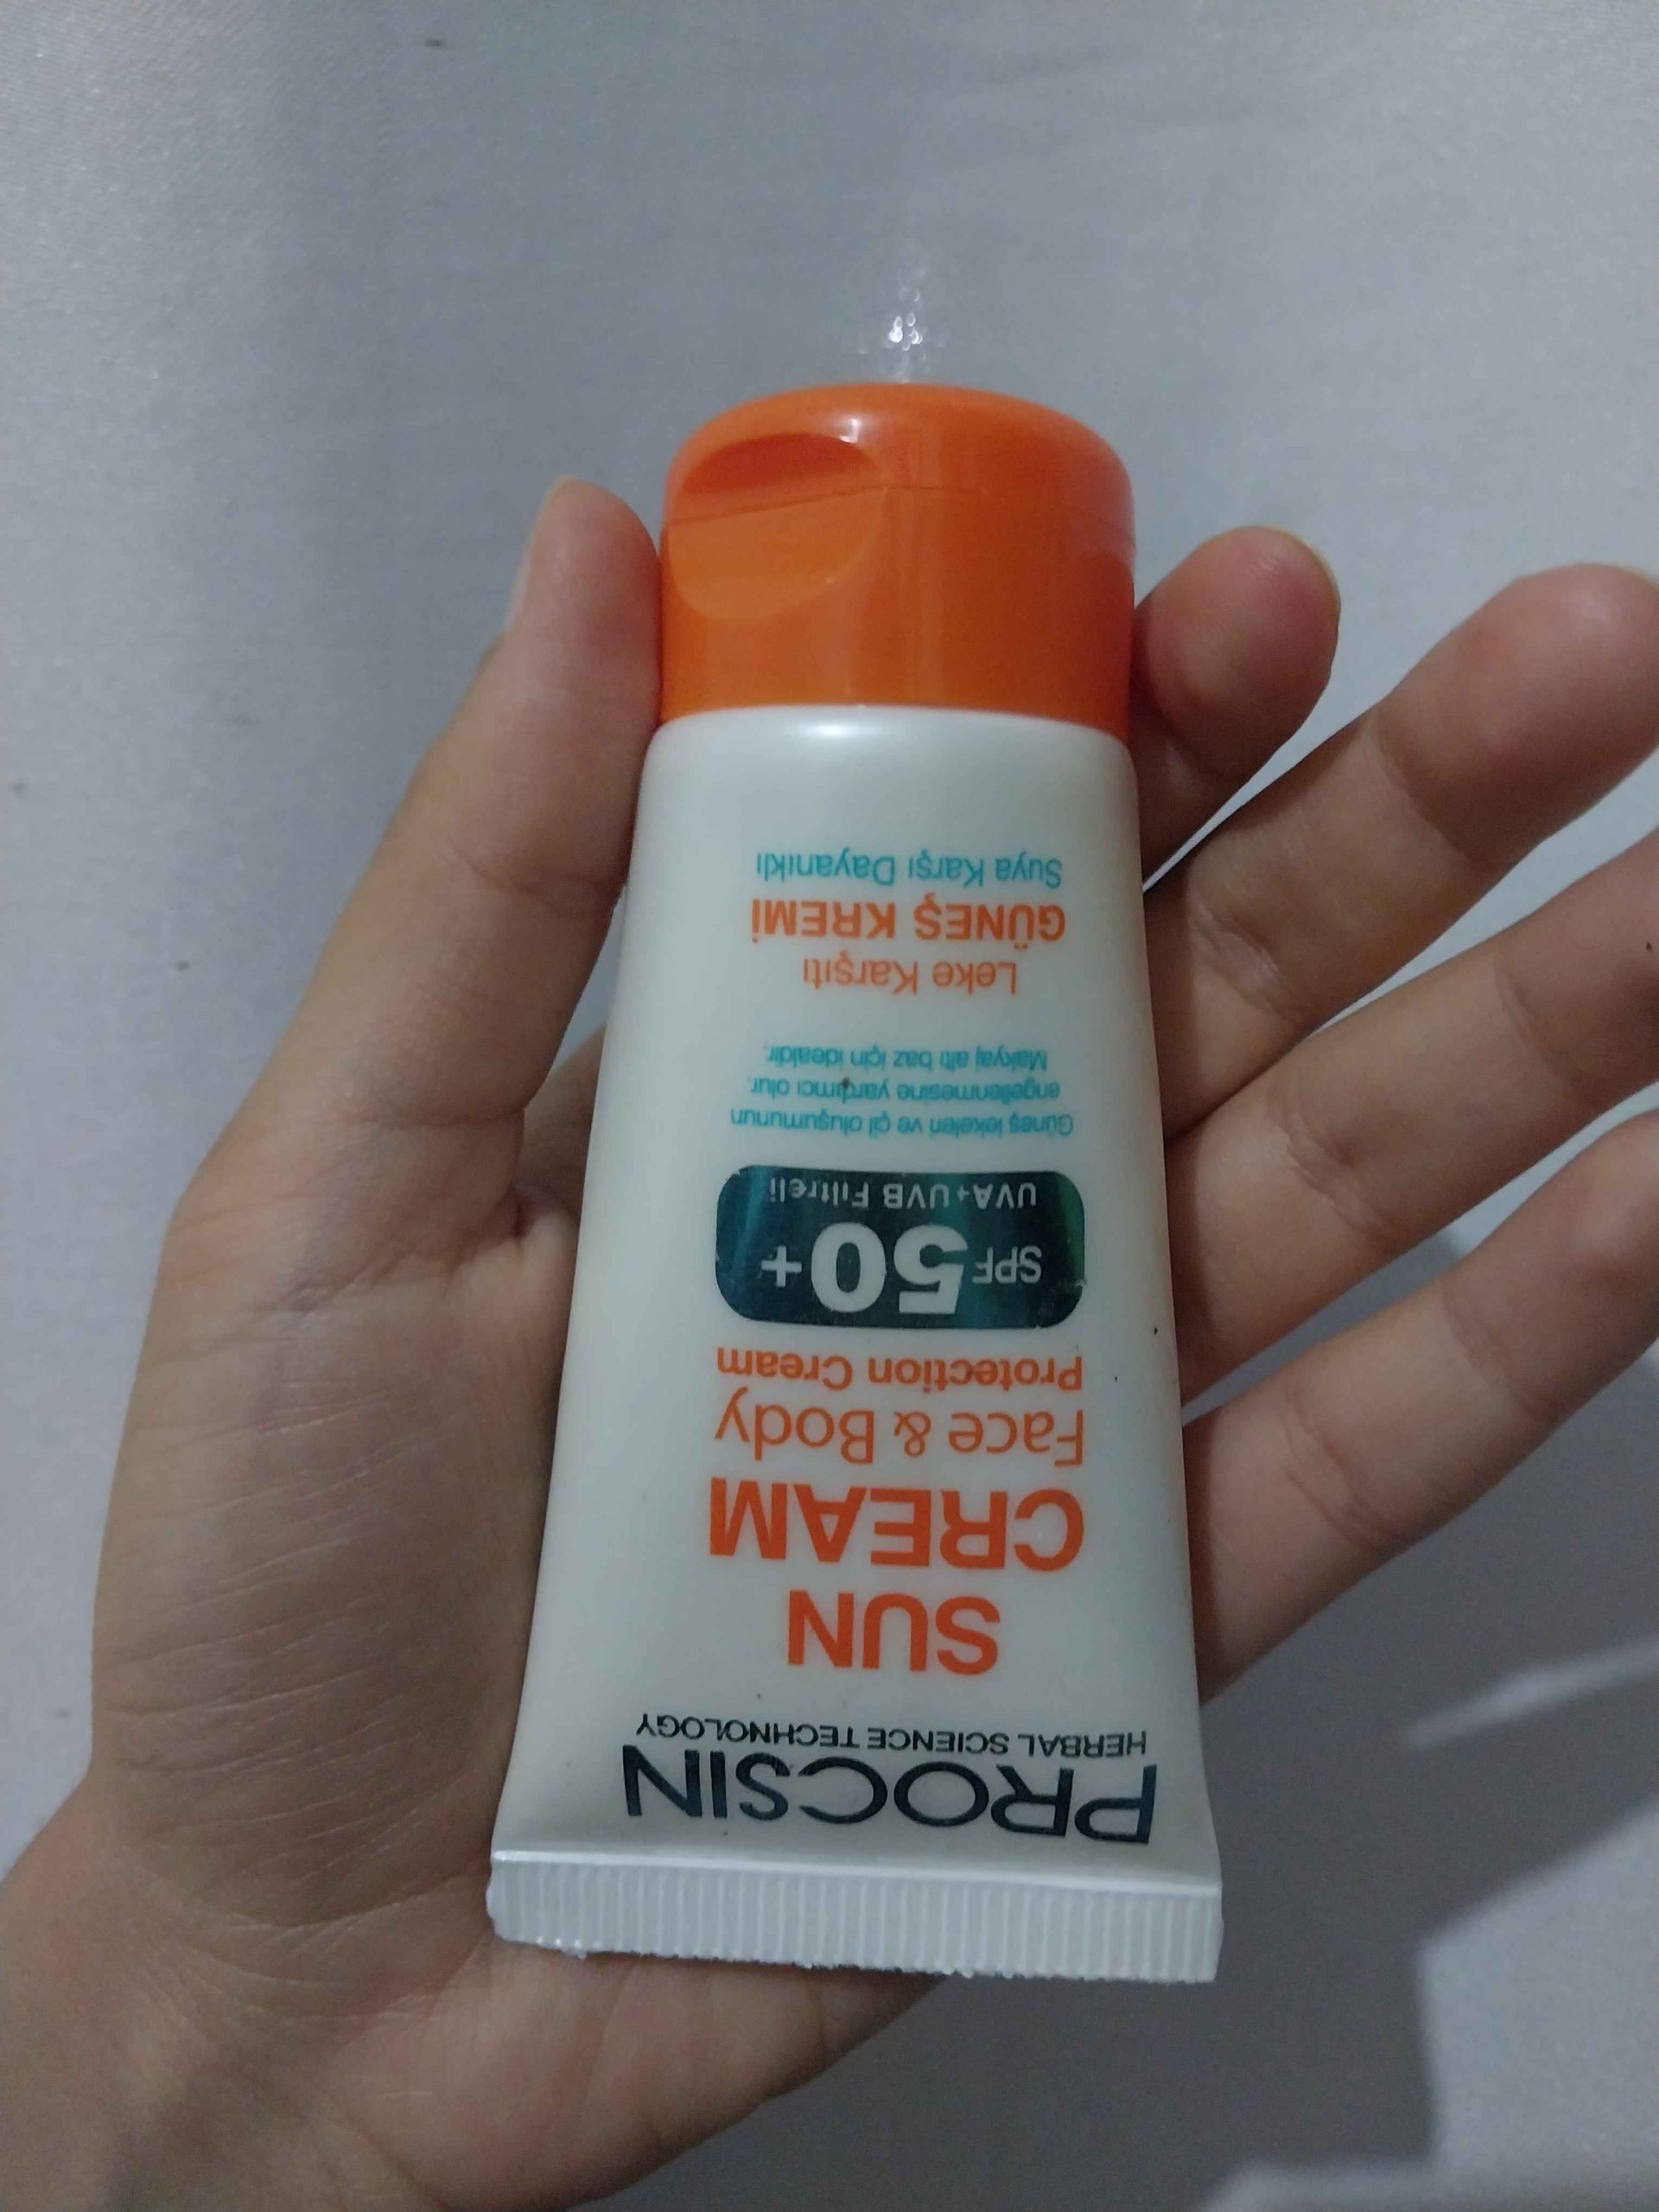 PROCSIN
HERBAL SCIENCE TECHNOLOGY
SUN
CREAM
Face & Body
Protection Cream
SPF 50+
UVA+UVB Filtreli
Güneş lekeleri ve çil oluşumunun
engellenmesine yardımcı olur.
Makyaj altı baz için idealdir.
Leke Karşıtı
GÜNEŞ KREMİ
Suya Karşı Dayanıklı